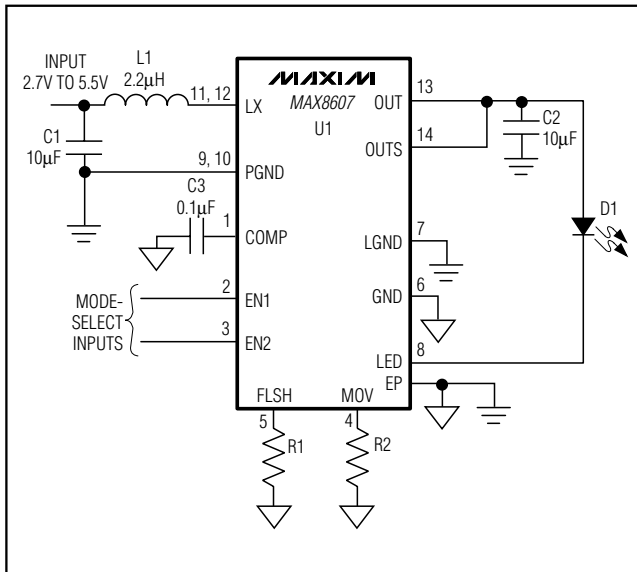 INPUT
2.7V TO 5.5V
L1
2.2µH
C1
10µF
11, 12
LX
MAXIM
MAX8607
U1
OUT
13
OUTS
14
C2
10µF
9, 10
PGND
C3
0.1µF
1
COMP
LGND
7
D1
MODE-
SELECT
INPUTS
2
EN1
3
EN2
GND
6
LED
8
EP
FLSH
MOV
5
4
R1
R2